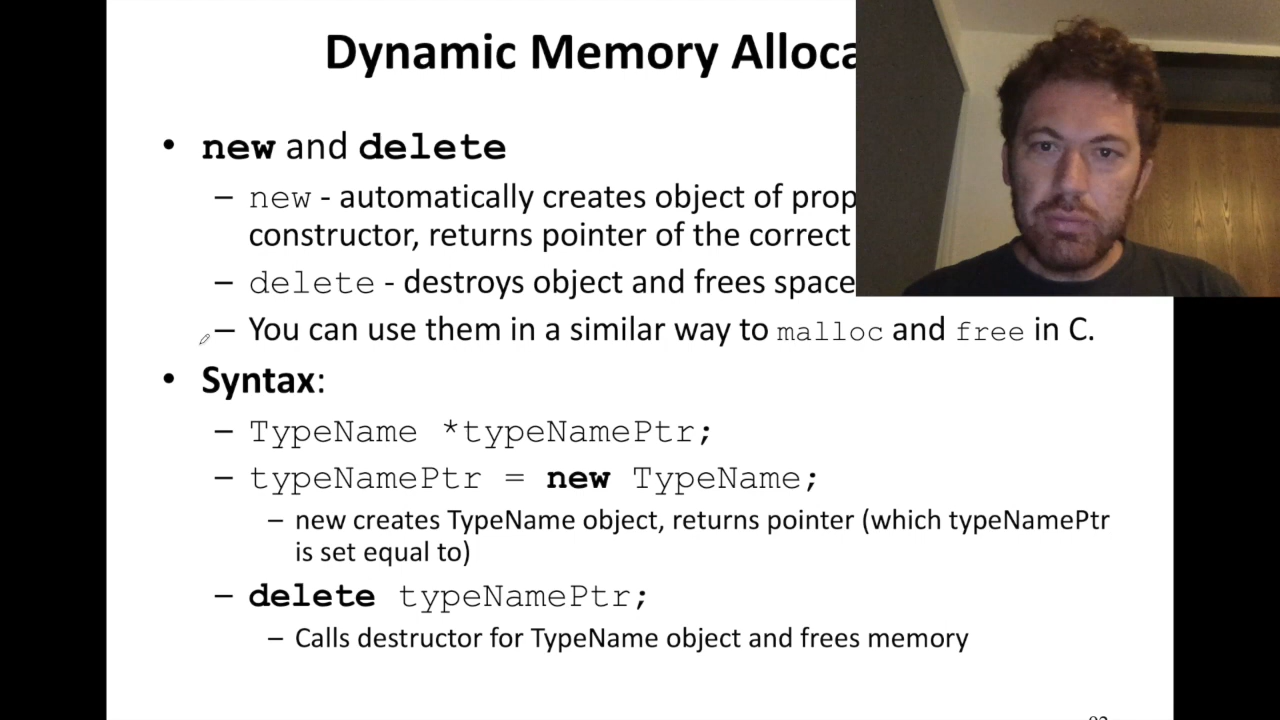 Dynamic Memory
• new and delete
– new - automatically creates object of
constructor, returns pointer of the correct
– delete - destroys object and frees space
– You can use them in a similar way to malloc and free in C.
• Syntax:
– TypeName *typeNamePtr;
– typeNamePtr = new TypeName;
– new creates TypeName object, returns pointer (which typeNamePtr
is set equal to)
– delete typeNamePtr;
– Calls destructor for TypeName object and frees memory